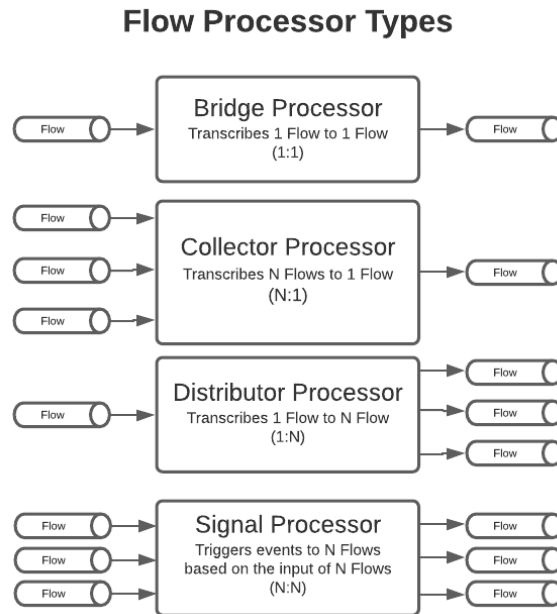 Flow Processor Types
Flow
Bridge Processor
Transcribes 1 Flow to 1 Flow
(1:1)
Flow
Flow
Flow
Flow
Collector Processor
Transcribes N Flows to 1 Flow
(N:1)
Flow
Flow
Distributor Processor
Transcribes 1 Flow to N Flow
(1:N)
Flow
Flow
Flow
Flow
Flow
Flow
Signal Processor
Triggers events to N Flows
based on the input of N Flows
(N:N)
Flow
Flow
Flow